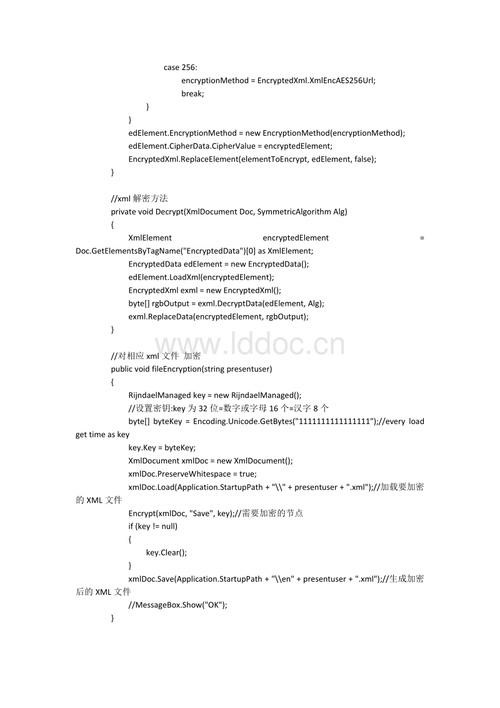 case 256:
encryptionMethod = EncryptedXml.XmlEncAES256Url;
break;
}
}
edElement.EncryptionMethod = new EncryptionMethod(encryptionMethod);
edElement.CipherData.CipherValue = encryptedElement;
EncryptedXml.ReplaceElement(elementToEncrypt, edElement, false);
}
//xml 解密方法
private void Decrypt(XmlDocument Doc, SymmetricAlgorithm Alg)
{
XmlElement encryptedElement =
Doc.GetElementsByTagName("EncryptedData")[0] as XmlElement;
EncryptedData edElement = new EncryptedData();
edElement.LoadXml(encryptedElement);
EncryptedXml exml = new EncryptedXml();
byte[] rgbOutput = exml.DecryptData(edElement, Alg);
exml.ReplaceData(encryptedElement, rgbOutput);
}
www.lddoc.cn
//对相应 xml 文件 加密
public void fileEncryption(string presentuser)
{
RijndaelManaged key = new RijndaelManaged();
//设置密钥:key 为 32 位=数字或字母 16 个=汉字 8 个
byte[] byteKey = Encoding.Unicode.GetBytes("1111111111111111");//every load
get time as key
key.Key = byteKey;
XmlDocument xmlDoc = new XmlDocument();
xmlDoc.PreserveWhitespace = true;
xmlDoc.Load(Application.StartupPath + "\\" + presentuser + ".xml");//加载要加密
的 XML 文件
Encrypt(xmlDoc, "Save", key);//需要加密的节点
if (key != null)
{
key.Clear();
}
xmlDoc.Save(Application.StartupPath + "\\en" + presentuser + ".xml");//生成加密
后的 XML 文件
//MessageBox.Show("OK");
}